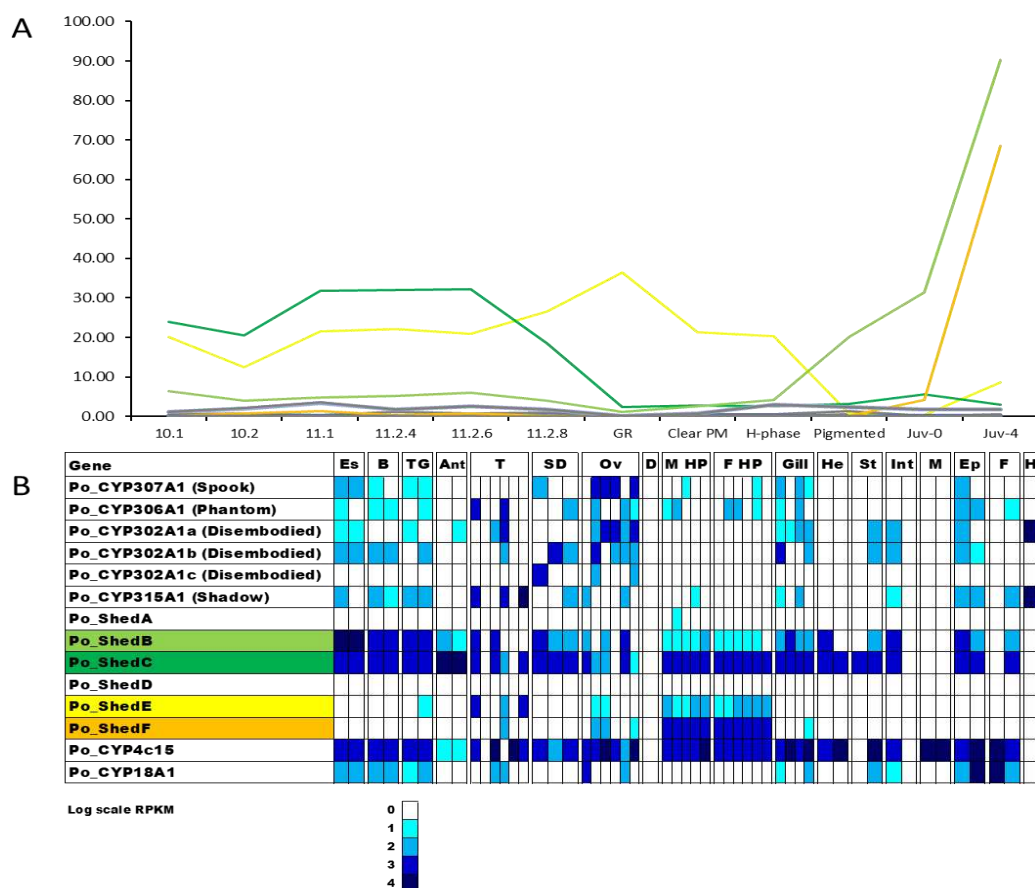 A
100.00
90.00
80.00
70.00
60.00
50.00
40.00
30.00
20.00
10.00
0.00
10.1 10.2 11.1 11.2.4 11.2.6 11.2.8 GR Clear PM H-phase Pigmented Juv-0 Juv-4
B
Gene Es B TG Ant T SD Ov D M HP F HP Gill He St Int M Ep F H
Po_CYP307A1 (Spook)
Po_CYP306A1 (Phantom)
Po_CYP302A1a (Disembodied)
Po_CYP302A1b (Disembodied)
Po_CYP302A1c (Disembodied)
Po_CYP315A1 (Shadow)
Po_ShedA
Po_ShedB
Po_ShedC
Po_ShedD
Po_ShedE
Po_ShedF
Po_CYP4c15
Po_CYP18A1
Log scale RPKM
0
1
2
3
4